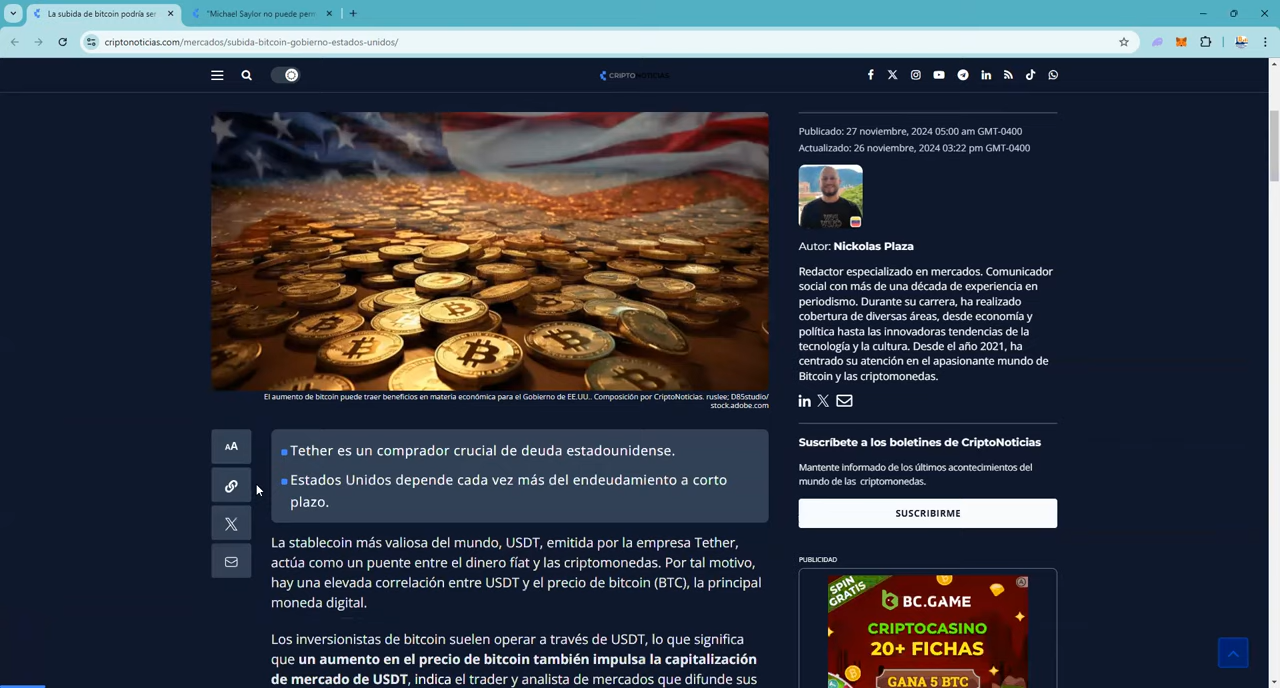 La subida de bitcoin podría ser
"Michael Saylor no puede perm
criptonoticias.com/mercados/subida-bitcoin-gobierno-estados-unidos/
CRIPTONOTICIAS
El aumento de bitcoin puede traer beneficios en materia económica para el Gobierno de EE.UU.. Composición por CriptoNoticias. ruslee; D85studio/
stock.adobe.com
AA
Tether es un comprador crucial de deuda estadounidense.
Estados Unidos depende cada vez más del endeudamiento a corto
plazo.
La stablecoin más valiosa del mundo, USDT, emitida por la empresa Tether,
actúa como un puente entre el dinero fíat y las criptomonedas. Por tal motivo,
hay una elevada correlación entre USDT y el precio de bitcoin (BTC), la principal
moneda digital.
Los inversionistas de bitcoin suelen operar a través de USDT, lo que significa
que un aumento en el precio de bitcoin también impulsa la capitalización
de mercado de USDT, indica el trader y analista de mercados que difunde sus
Publicado: 27 noviembre, 2024 05:00 am GMT-0400
Actualizado: 26 noviembre, 2024 03:22 pm GMT-0400
Autor: Nickolas Plaza
Redactor especializado en mercados. Comunicador
social con más de una década de experiencia en
periodismo. Durante su carrera, ha realizado
cobertura de diversas áreas, desde economía y
política hasta las innovadoras tendencias de la
tecnología y la cultura. Desde el año 2021, ha
centrado su atención en el apasionante mundo de
Bitcoin y las criptomonedas.
Suscríbete a los boletines de CriptoNoticias
Mantente informado de los últimos acontecimientos del
mundo de las criptomonedas.
SUSCRIBIRME
PUBLICIDAD
SPIN
GRATIS
BC.GAME
CRIPTOCASINO
20+ FICHAS
GANA 5 BTC